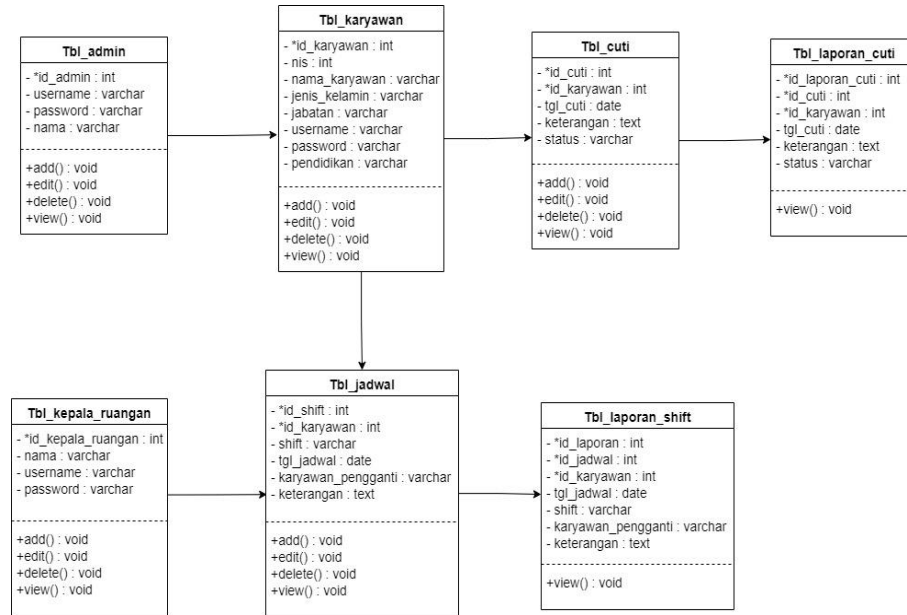 Tbl_admin
- *id_admin : int
- username : varchar
- password : varchar
- nama : varchar
+add() : void
+edit() : void
+delete() : void
+view() : void
Tbl_karyawan
- *id_karyawan : int
- nis : int
- nama_karyawan : varchar
- jenis_kelamin : varchar
- jabatan : varchar
- username : varchar
- password : varchar
- pendidikan : varchar
+add() : void
+edit() : void
+delete() : void
+view() : void
Tbl_cuti
- *id_cuti : int
- *id_karyawan : int
- tgl_cuti : date
- keterangan : text
- status : varchar
+add() : void
+edit() : void
+delete() : void
+view() : void
Tbl_laporan_cuti
- *id_laporan_cuti : int
- *id_cuti : int
- *id_karyawan : int
- tgl_cuti : date
- keterangan : text
- status : varchar
+view() : void
Tbl_kepala_ruangan
- *id_kepala_ruangan : int
- nama : varchar
- username : varchar
- password : varchar
+add() : void
+edit() : void
+delete() : void
+view() : void
Tbl_jadwal
- *id_shift : int
- *id_karyawan : int
- shift : varchar
- tgl_jadwal : date
- karyawan_pengganti : varchar
- keterangan : text
+add() : void
+edit() : void
+delete() : void
+view() : void
Tbl_laporan_shift
- *id_laporan : int
- *id_jadwal : int
- *id_karyawan : int
- tgl_jadwal : date
- shift : varchar
- karyawan_pengganti : varchar
- keterangan : text
+view() : void